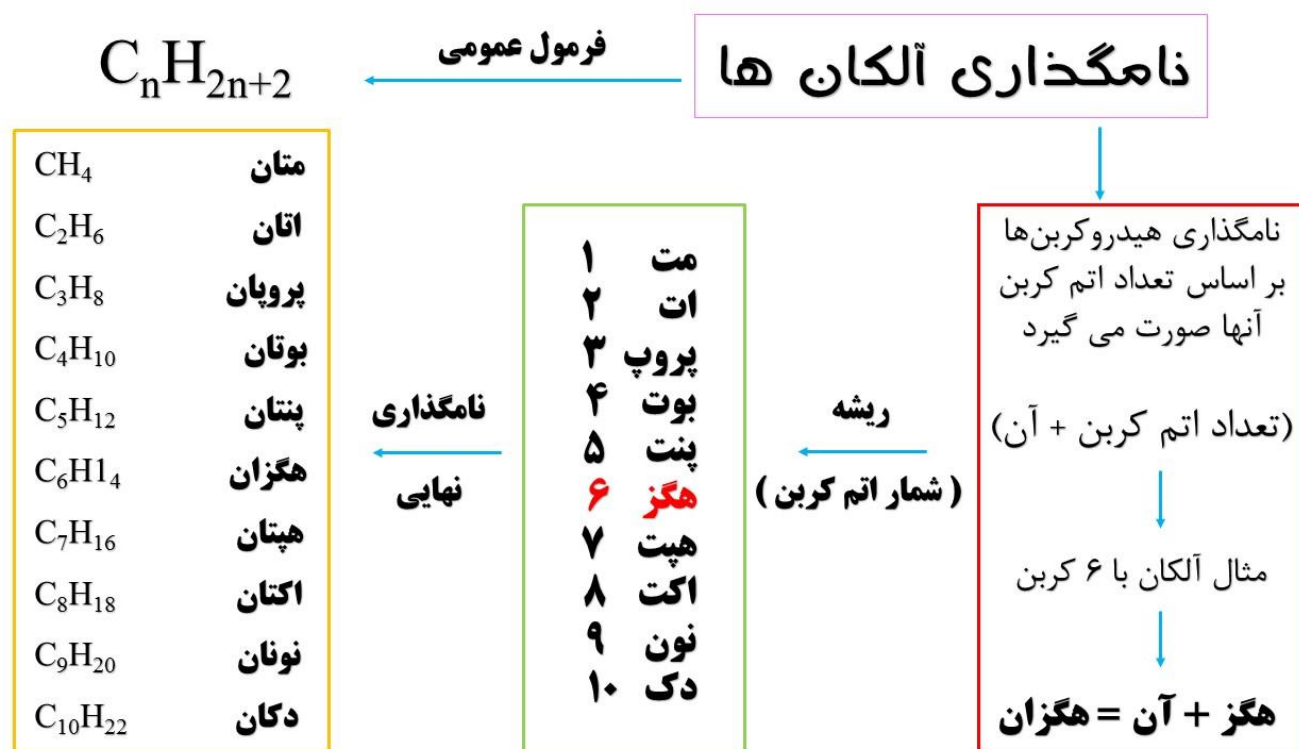 نامگذاری آلکان ها
فرمول عمومی
CₙH₂ₙ₊₂
نامگذاری هیدروکربن‌ها
بر اساس تعداد اتم کربن
آنها صورت می گیرد
(تعداد اتم کربن + آن)
مثال آلکان با ۶ کربن
هگز + آن = هگزان
ریشه
( شمار اتم کربن )
مت ۱
ات ۲
پروپ ۳
بوت ۴
پنت ۵
هگز ۶
هپت ۷
اکت ۸
نون ۹
دک ۱۰
نامگذاری
نهایی
متان CH₄
اتان C₂H₆
پروپان C₃H₈
بوتان C₄H₁₀
پنتان C₅H₁₂
هگزان C₆H1₄
هپتان C₇H₁₆
اکتان C₈H₁₈
نونان C₉H₂₀
دکان C₁₀H₂₂